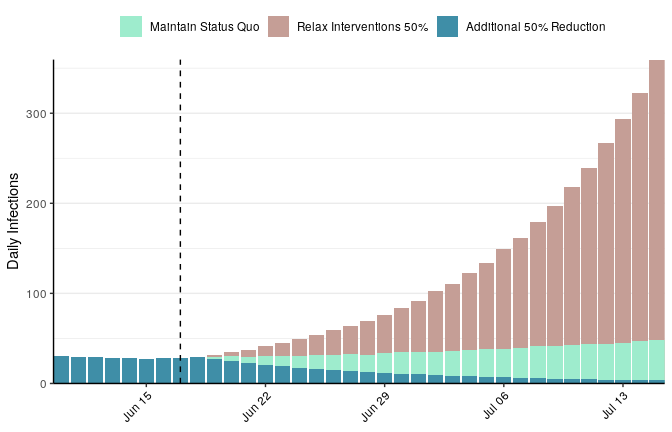 Maintain Status Quo Relax Interventions 50% Additional 50% Reduction
Daily Infections
300
200
100
0
Jun 15 Jun 22 Jun 29 Jul 06 Jul 13